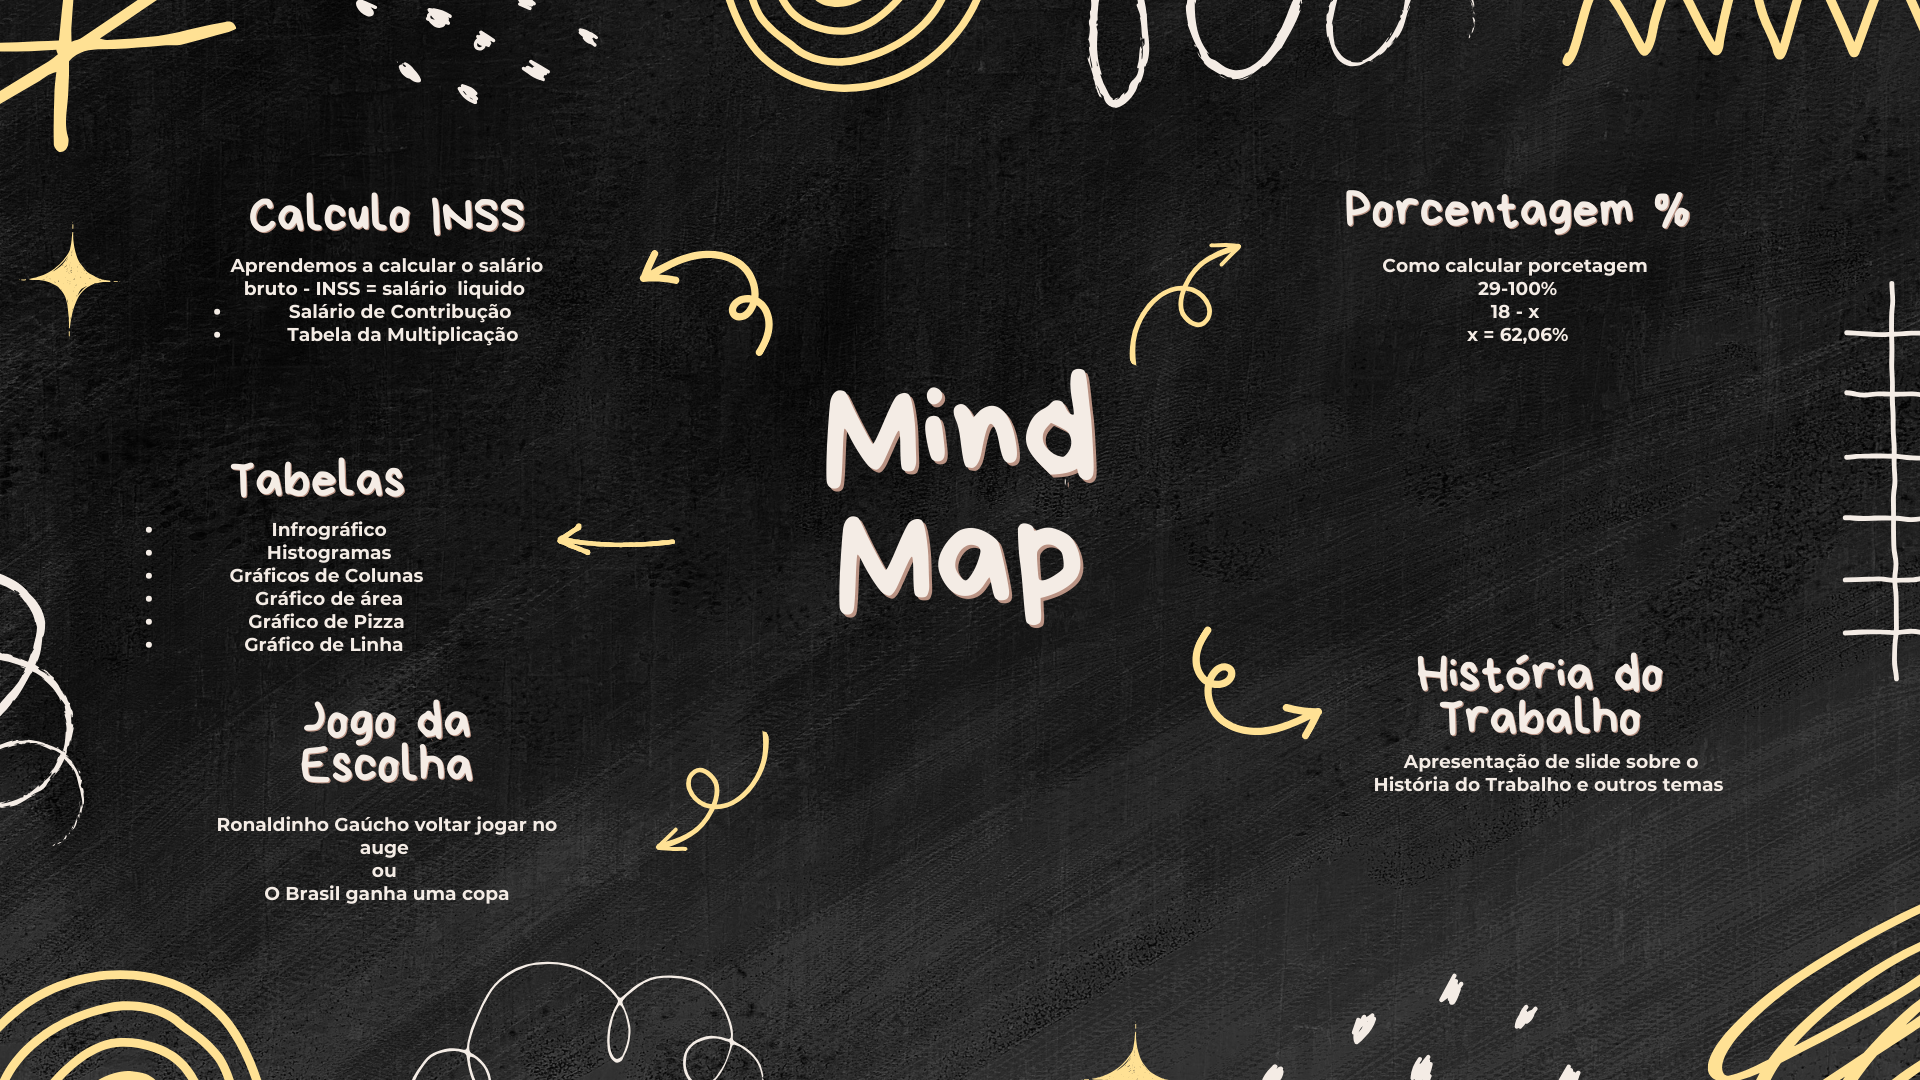 Calculo INSS
Aprendemos a calcular o salário
bruto - INSS = salário liquido
• Salário de Contribução
• Tabela da Multiplicação
Tabelas
• Infrográfico
• Histogramas
• Gráficos de Colunas
• Gráfico de área
• Gráfico de Pizza
• Gráfico de Linha
Jogo da
Escolha
Ronaldinho Gaúcho voltar jogar no
auge
ou
O Brasil ganha uma copa
Mind
Map
Porcentagem %
Como calcular porcetagem
29-100%
18 - x
x = 62,06%
História do
Trabalho
Apresentação de slide sobre o
História do Trabalho e outros temas